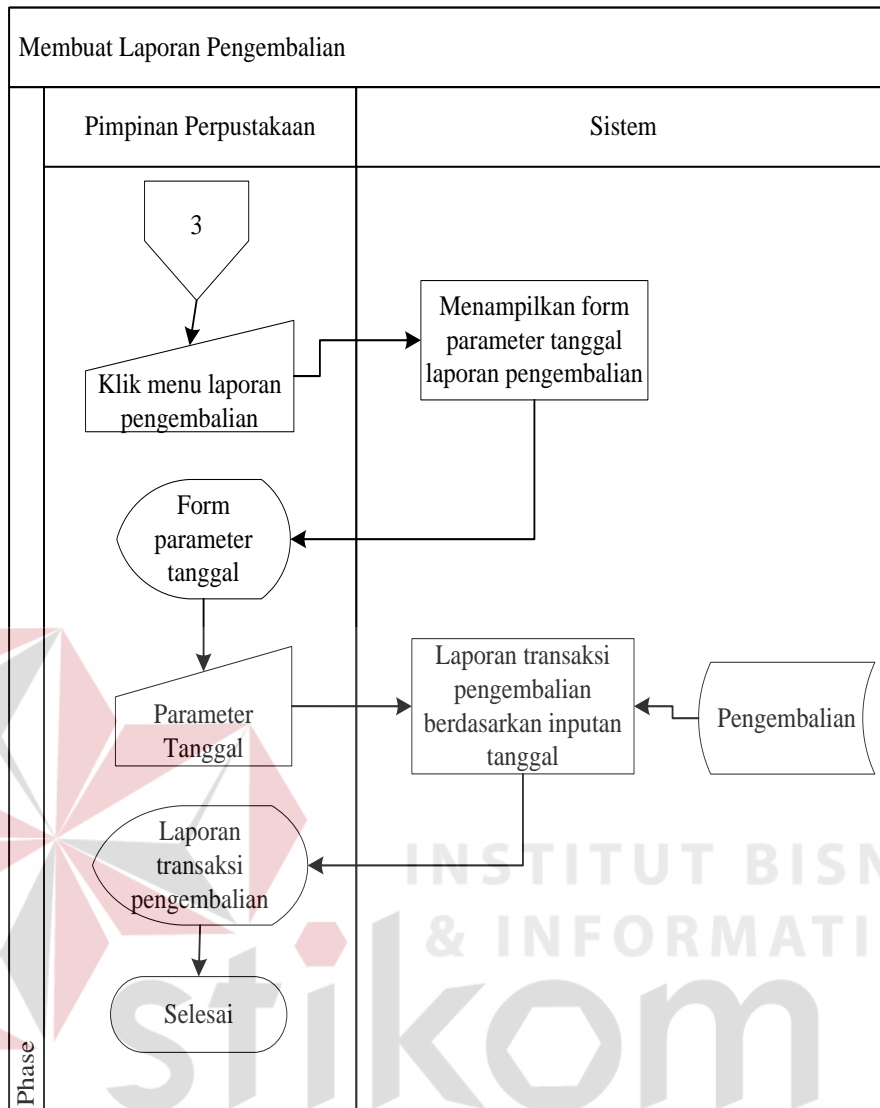 Membuat Laporan Pengembalian
Pimpinan Perpustakaan
Sistem
3
Menampilkan form
parameter tanggal
laporan pengembalian
Klik menu laporan
pengembalian
Form
parameter
tanggal
Parameter
Tanggal
Laporan transaksi
pengembalian
berdasarkan inputan
tanggal
Pengembalian
Laporan
transaksi
pengembalian
Selesai
Phase
INSTITUT BISN
& INFORMATI
stikom